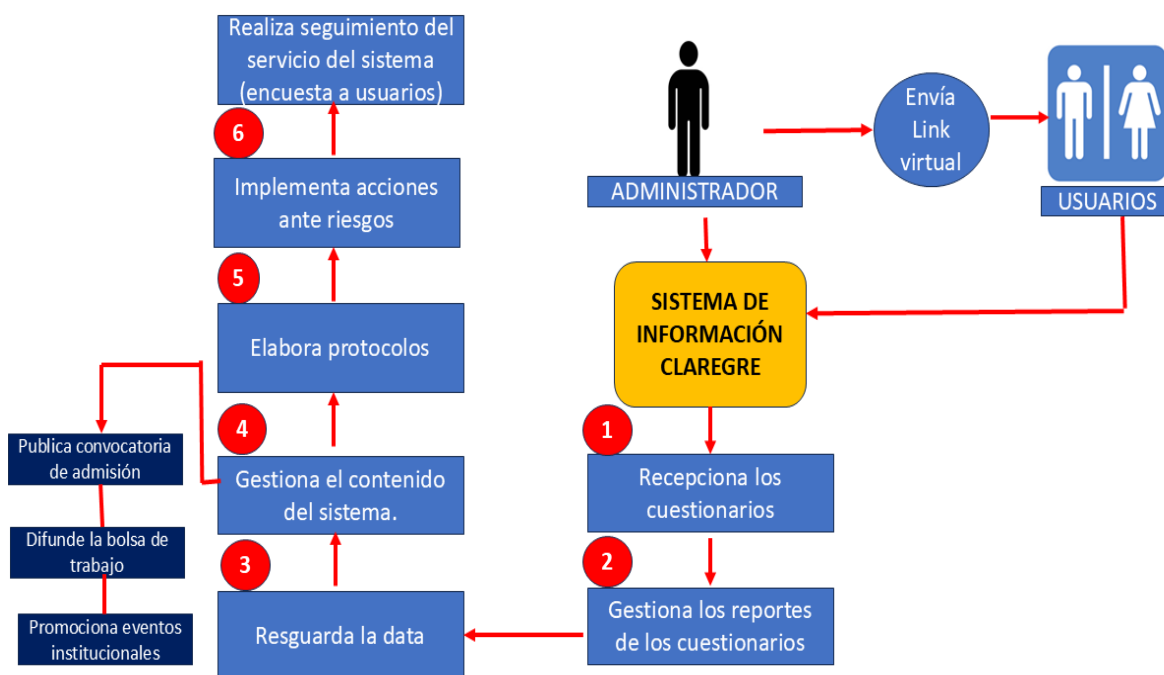 Realiza seguimiento del
servicio del sistema
(encuesta a usuarios)
6
Implementa acciones
ante riesgos
5
Elabora protocolos
4
Gestiona el contenido
del sistema.
3
Resguarda la data
Publica convocatoria
de admisión
Difunde la bolsa de
trabajo
Promociona eventos
institucionales
ADMINISTRADOR
Envía
Link
virtual
USUARIOS
SISTEMA DE
INFORMACIÓN
CLAREGRE
1
Recepciona los
cuestionarios
2
Gestiona los reportes
de los cuestionarios